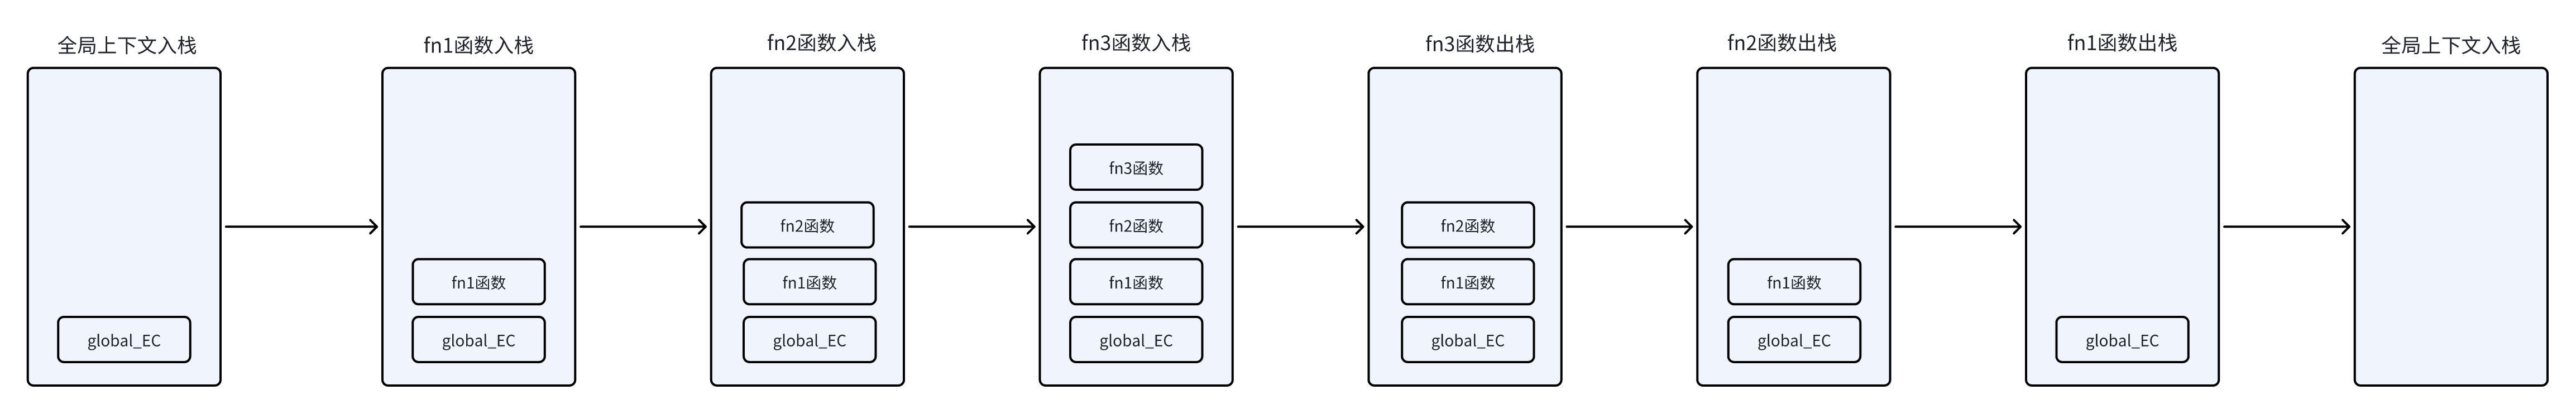 全局上下文入栈
global_EC
fn1函数入栈
fn1函数
global_EC
fn2函数入栈
fn2函数
fn1函数
global_EC
fn3函数入栈
fn3函数
fn2函数
fn1函数
global_EC
fn3函数出栈
fn2函数
fn1函数
global_EC
fn2函数出栈
fn1函数
global_EC
fn1函数出栈
global_EC
全局上下文入栈